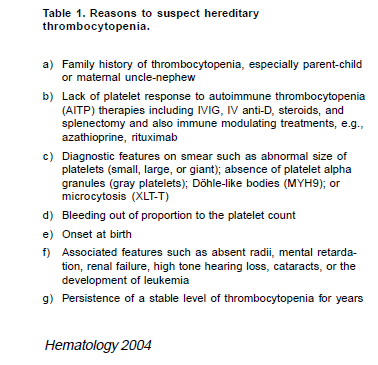 Table 1. Reasons to suspect hereditary
thrombocytopenia.
a) Family history of thrombocytopenia, especially parent-child
or maternal uncle-nephew
b) Lack of platelet response to autoimmune thrombocytopenia
(AITP) therapies including IVIG, IV anti-D, steroids, and
splenectomy and also immune modulating treatments, e.g.,
azathioprine, rituximab
c) Diagnostic features on smear such as abnormal size of
platelets (small, large, or giant); absence of platelet alpha
granules (gray platelets); Döhle-like bodies (MYH9); or
microcytosis (XLT-T)
d) Bleeding out of proportion to the platelet count
e) Onset at birth
f) Associated features such as absent radii, mental retarda-
tion, renal failure, high tone hearing loss, cataracts, or the
development of leukemia
g) Persistence of a stable level of thrombocytopenia for years
Hematology 2004